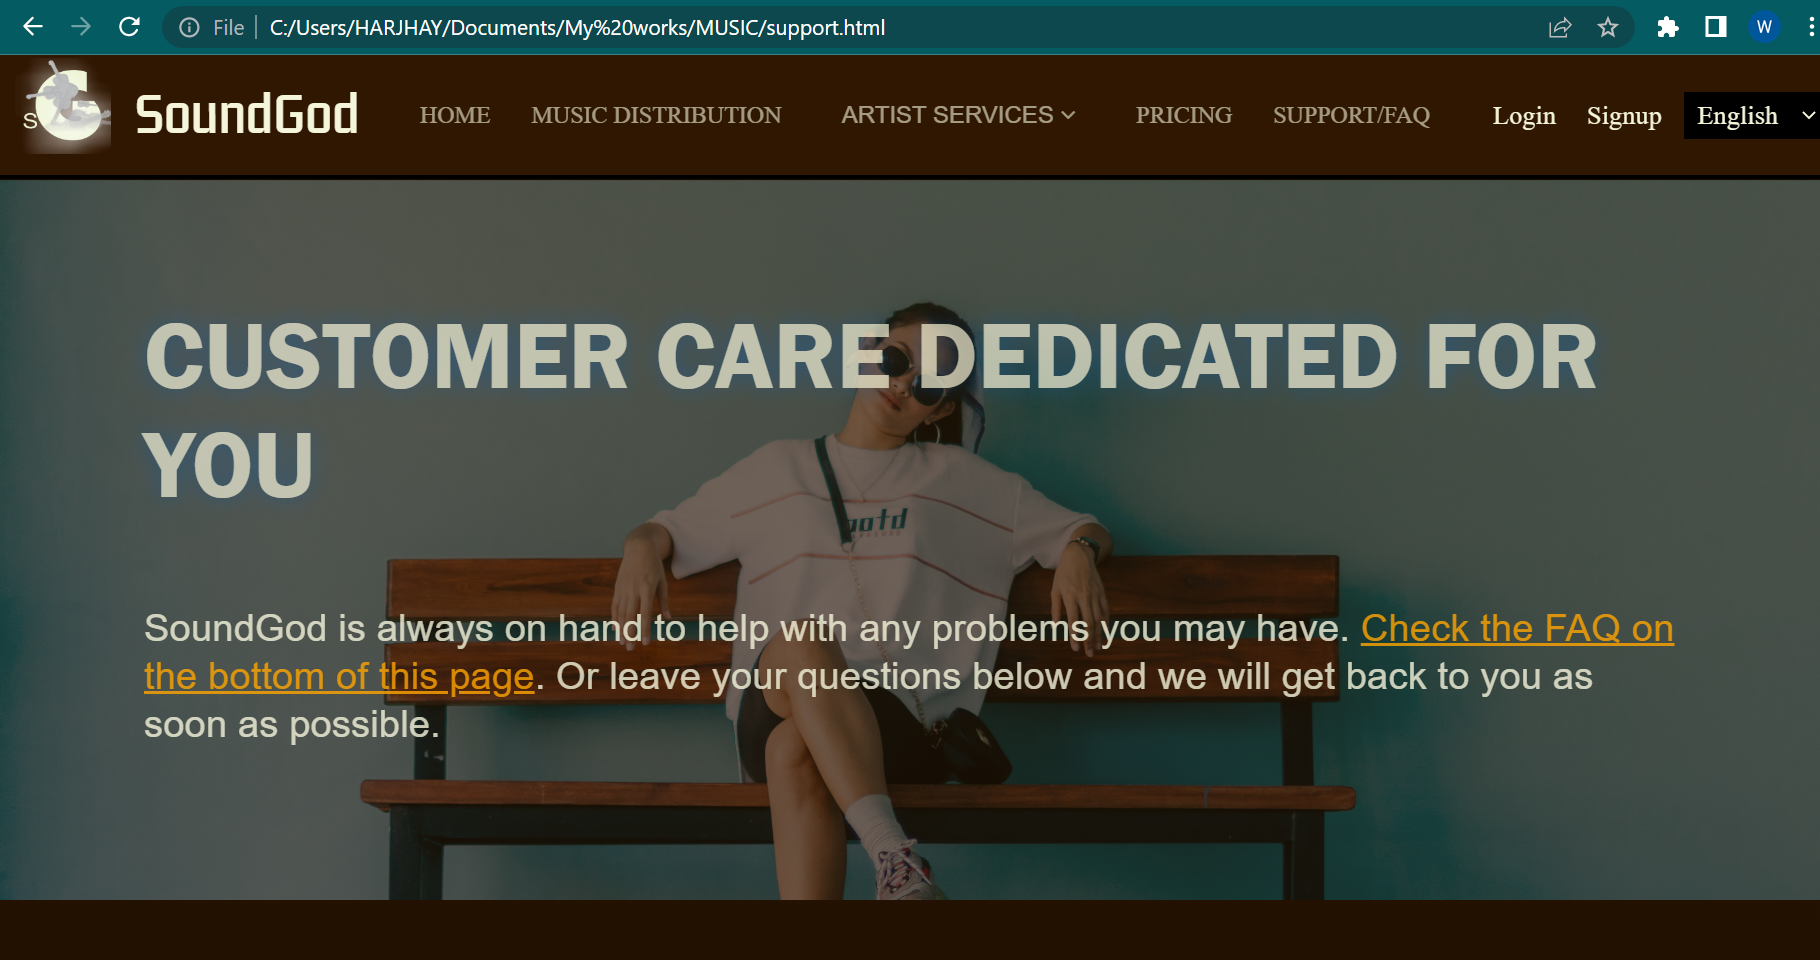 File C:/Users/HARJHAY/Documents/My%20works/MUSIC/support.html W
S G SoundGod HOME MUSIC DISTRIBUTION ARTIST SERVICES PRICING SUPPORT/FAQ Login Signup English
CUSTOMER CARE DEDICATED FOR
YOU
gotd
SoundGod is always on hand to help with any problems you may have. Check the FAQ on
the bottom of this page. Or leave your questions below and we will get back to you as
soon as possible.